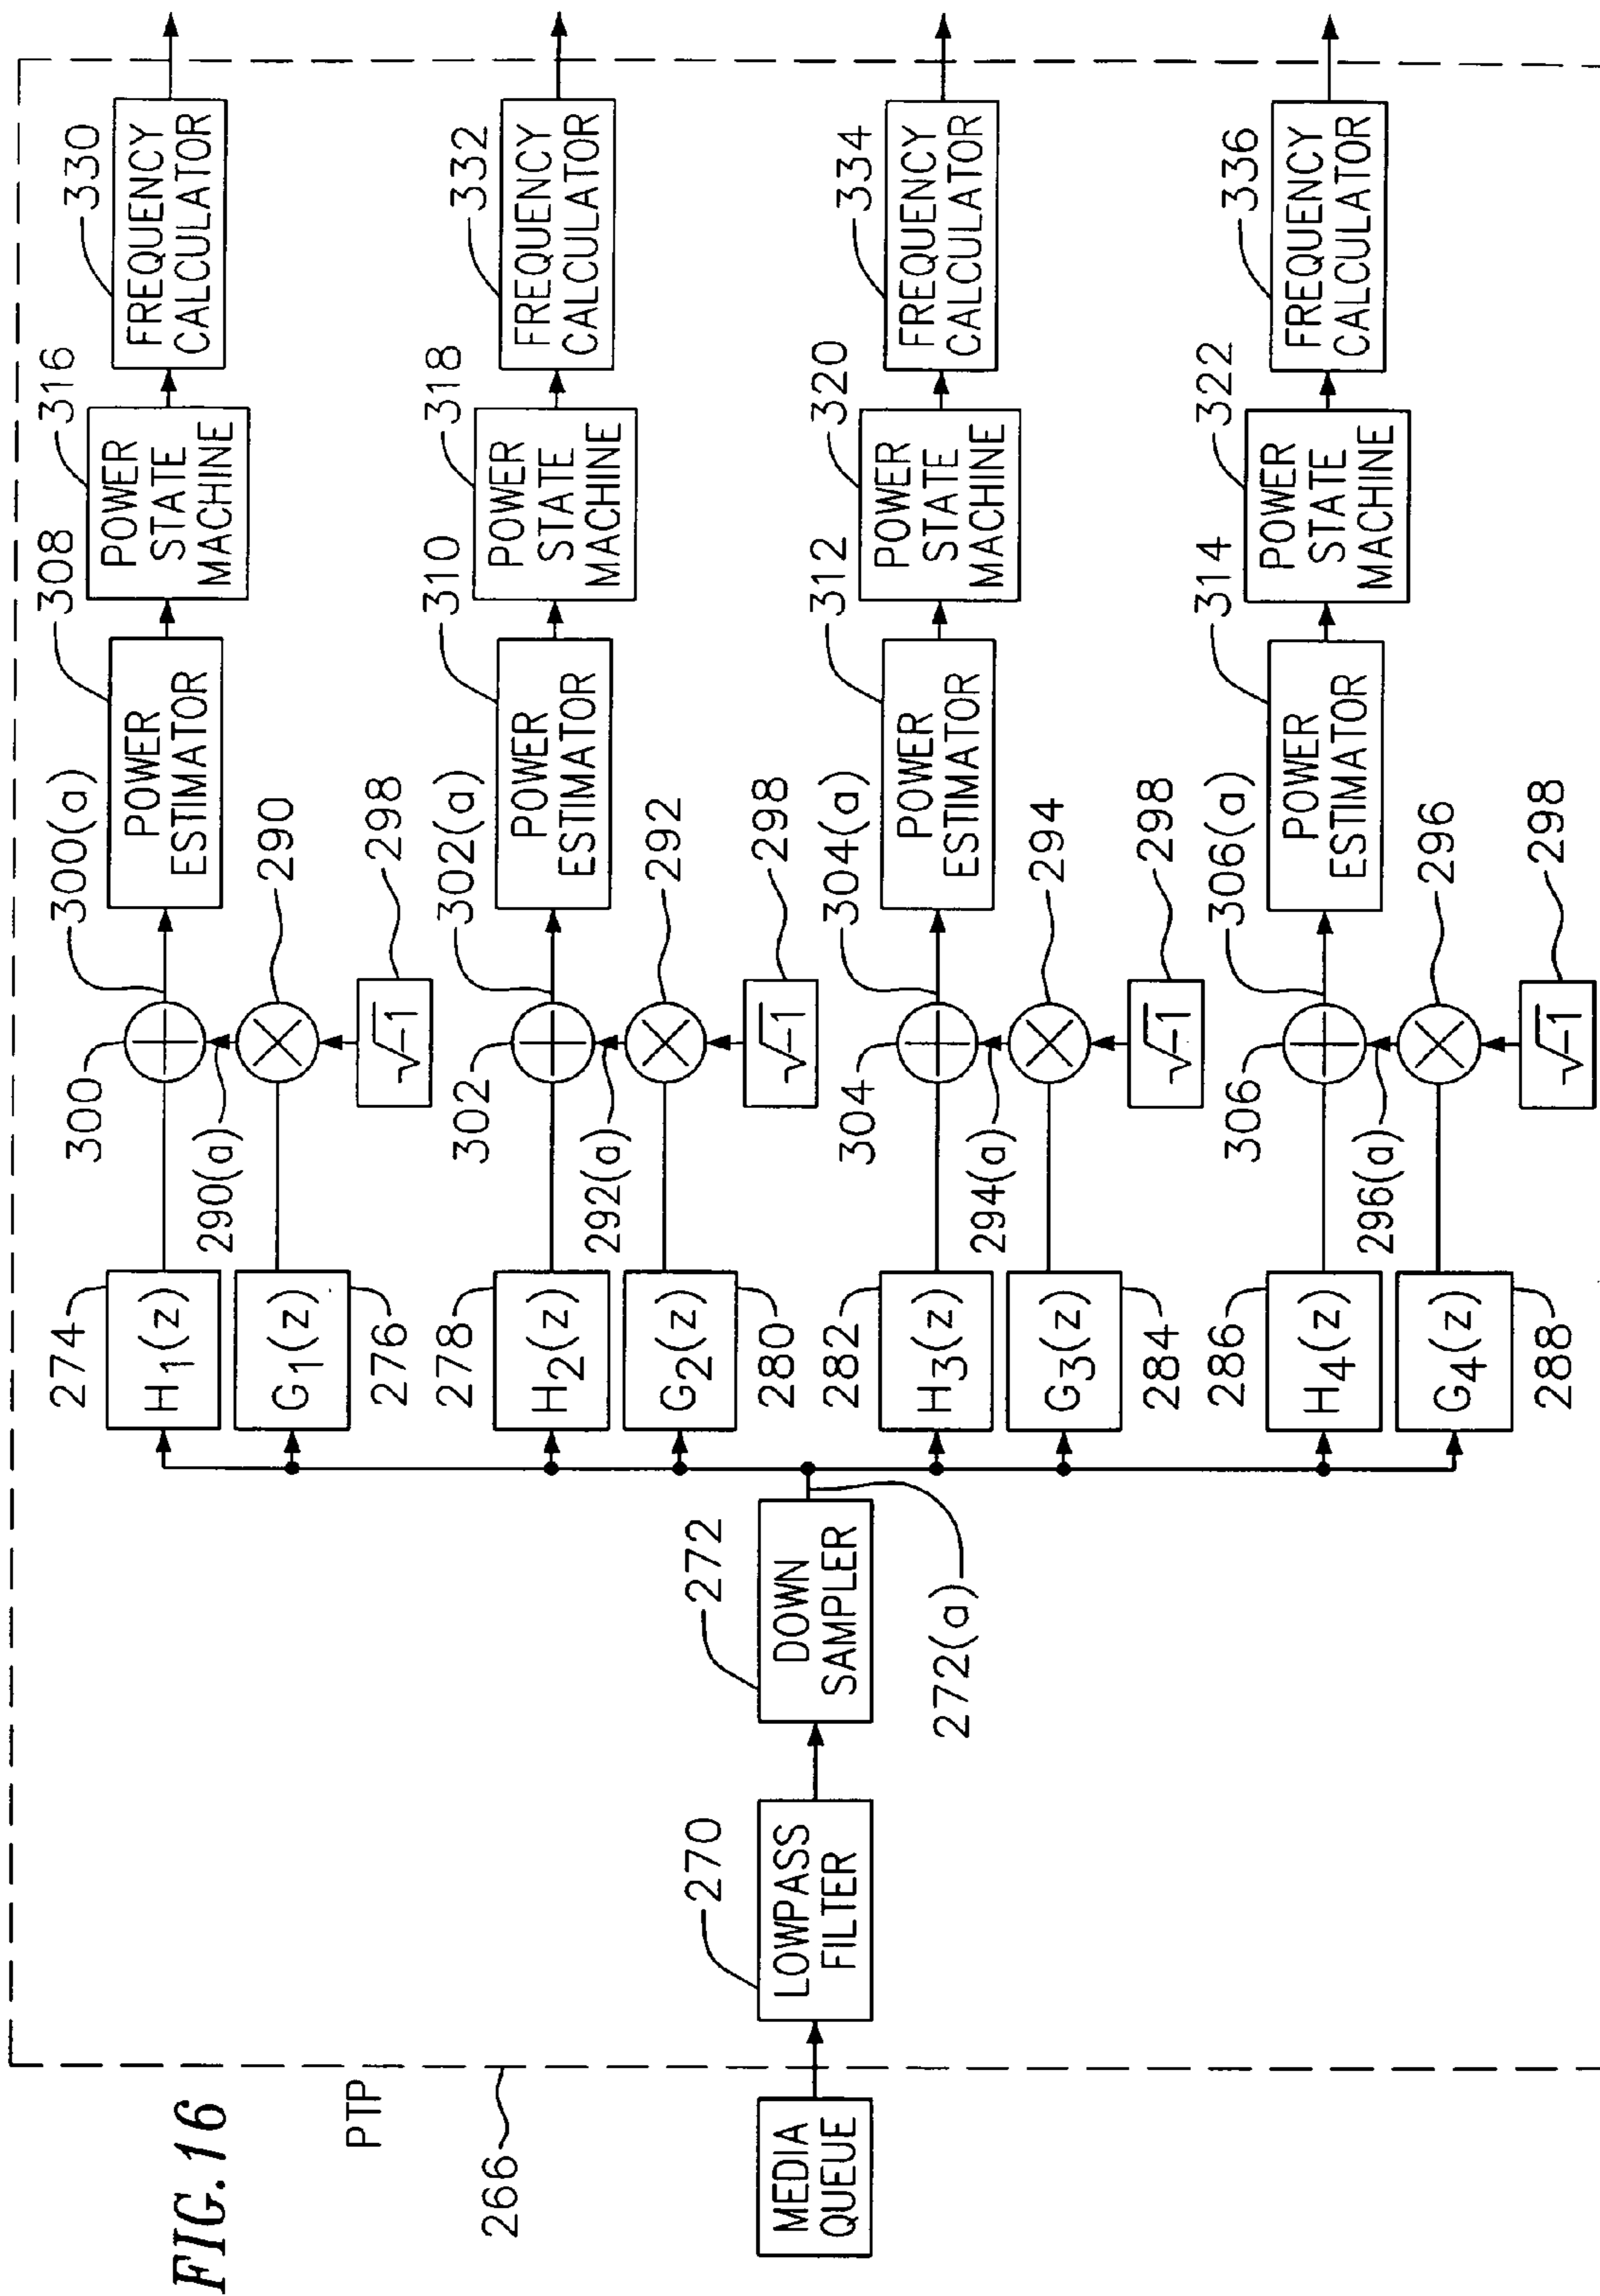 FIG. 16
PTP
266
MEDIA
QUEUE
270
LOWPASS
FILTER
272
DOWN
SAMPLER
272(a)
274
H1(z)
G1(z)
276
300
290(a)
300(a)
290
√-1
298
308
POWER
ESTIMATOR
316
POWER
STATE
MACHINE
330
FREQUENCY
CALCULATOR
278
H2(z)
G2(z)
280
302
292(a)
302(a)
292
√-1
298
310
POWER
ESTIMATOR
318
POWER
STATE
MACHINE
332
FREQUENCY
CALCULATOR
282
H3(z)
G3(z)
284
304
294(a)
304(a)
294
√-1
298
312
POWER
ESTIMATOR
320
POWER
STATE
MACHINE
334
FREQUENCY
CALCULATOR
286
H4(z)
G4(z)
288
306
296(a)
306(a)
296
√-1
298
314
POWER
ESTIMATOR
322
POWER
STATE
MACHINE
336
FREQUENCY
CALCULATOR